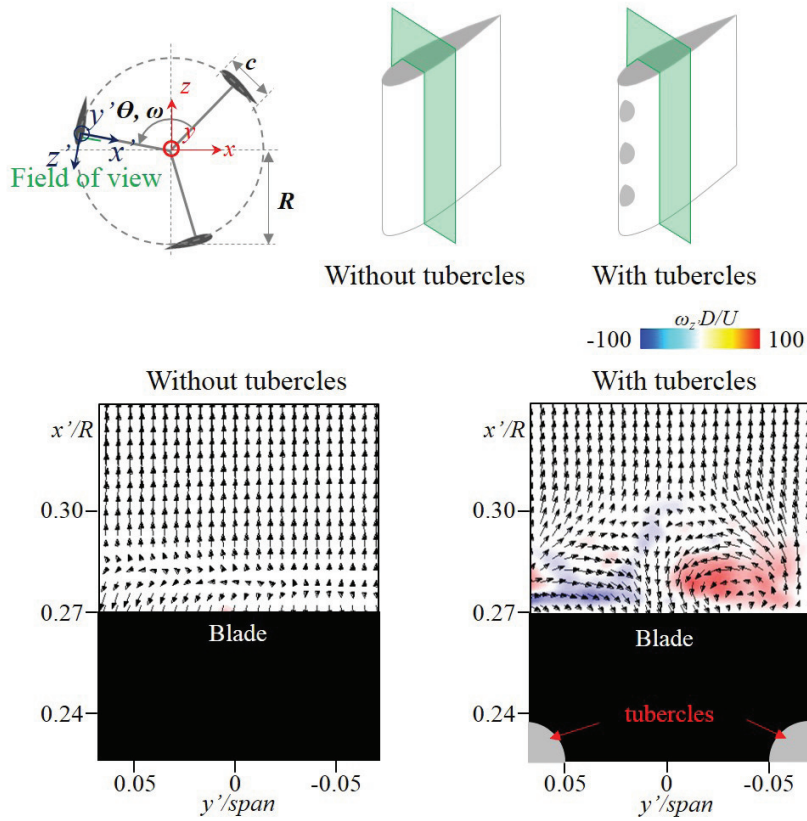 c
z
y' Θ, ω
y
x'
x
z'
Field of view
R
Without tubercles
With tubercles
ω_z' D/U
-100
100
Without tubercles
With tubercles
x'/R
0.30
0.27
0.24
Blade
0.05
0
-0.05
y'/span
x'/R
0.30
0.27
0.24
Blade
tubercles
0.05
0
-0.05
y'/span